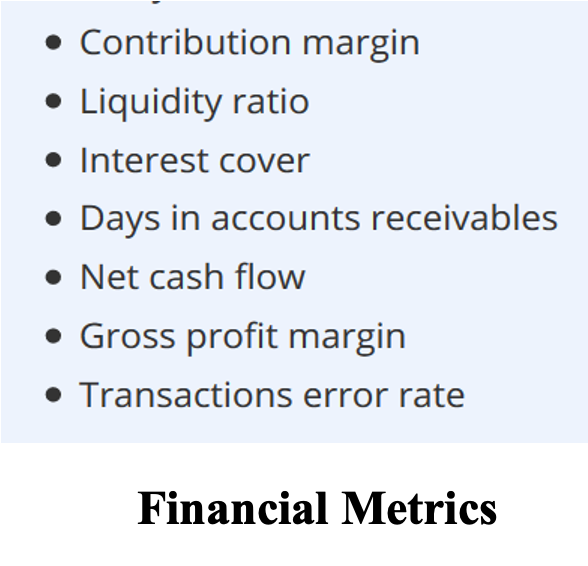 • Contribution margin
• Liquidity ratio
• Interest cover
• Days in accounts receivables
• Net cash flow
• Gross profit margin
• Transactions error rate
Financial Metrics